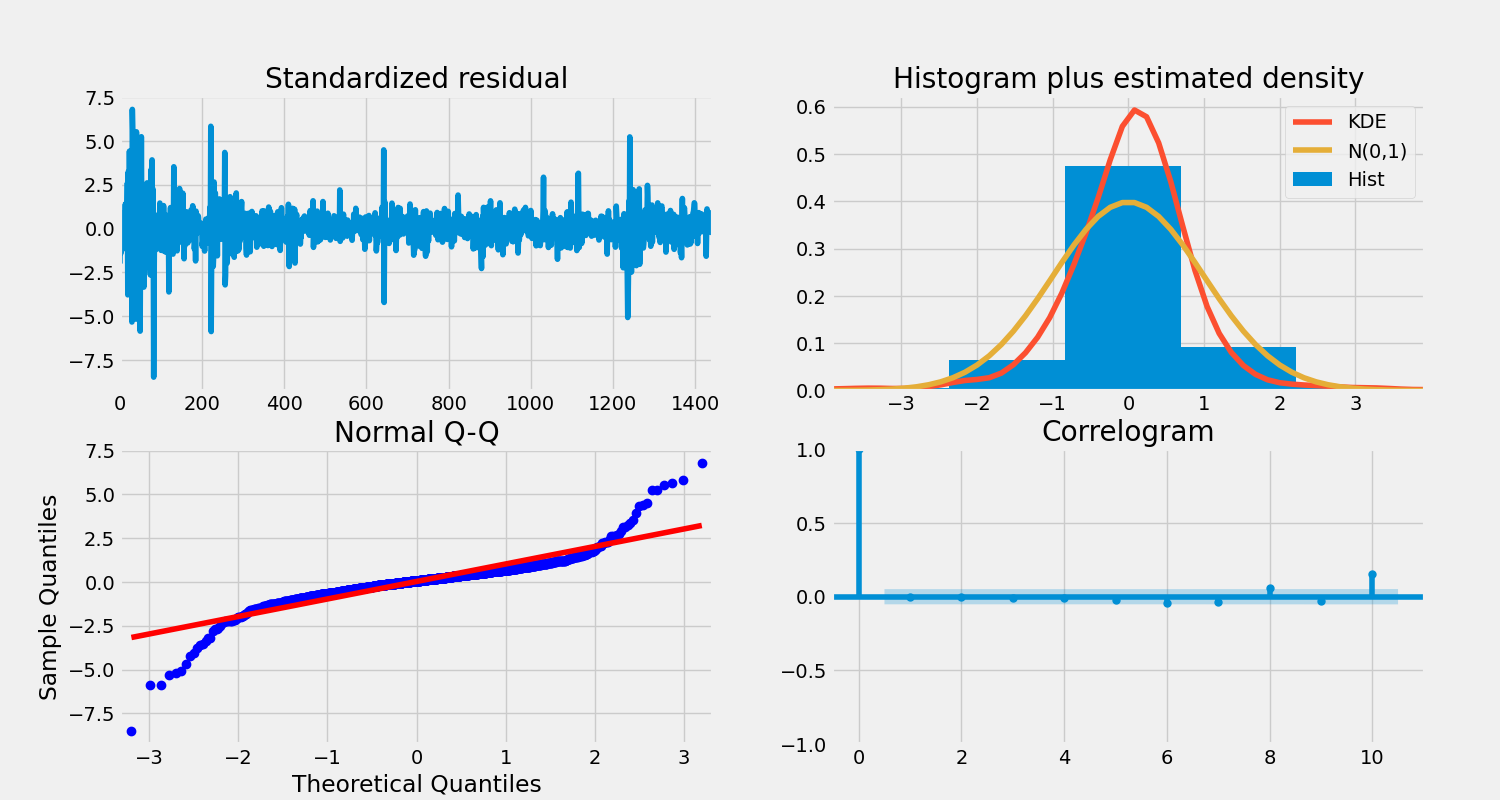 Standardized residual
7.5
5.0
2.5
0.0
−2.5
−5.0
−7.5
0 200 400 600 800 1000 1200 1400
Histogram plus estimated density
0.6
0.5
0.4
0.3
0.2
0.1
0.0
KDE
N(0,1)
Hist
−3 −2 −1 0 1 2 3
Normal Q-Q
7.5
5.0
2.5
0.0
−2.5
−5.0
−7.5
Sample Quantiles
−3 −2 −1 0 1 2 3
Theoretical Quantiles
Correlogram
1.0
0.5
0.0
−0.5
−1.0
0 2 4 6 8 10